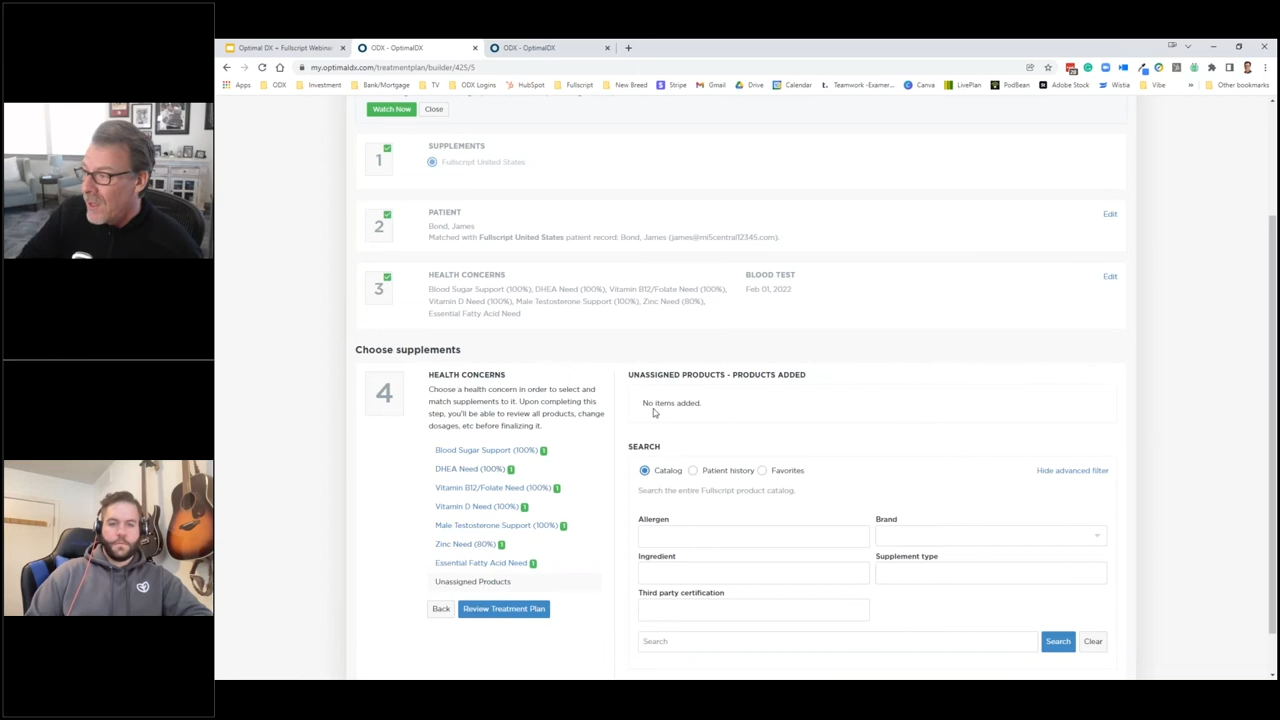 Optimal DX + Fullscript Webina
ODX - OptimalDX
ODX - OptimalDX
my.optimaldx.com/treatmentplan/builder/425/5
Apps
ODX
Investment
Bank/Mortgage
TV
ODX Logins
HubSpot
Fullscript
New Breed
Stripe
Gmail
Drive
Calendar
Teamwork -Examer...
Canva
LivePlan
PodBean
Adobe Stock
Wistia
Vibe
Other bookmarks
Watch Now
Close
1
SUPPLEMENTS
Fullscript United States
2
PATIENT
Edit
Bond, James
Matched with Fullscript United States patient record: Bond, James (james@mi5central12345.com).
3
HEALTH CONCERNS
BLOOD TEST
Edit
Blood Sugar Support (100%), DHEA Need (100%), Vitamin B12/Folate Need (100%),
Feb 01, 2022
Vitamin D Need (100%), Male Testosterone Support (100%), Zinc Need (80%),
Essential Fatty Acid Need
Choose supplements
4
HEALTH CONCERNS
Choose a health concern in order to select and
match supplements to it. Upon completing this
step, you'll be able to review all products, change
dosages, etc before finalizing it.
Blood Sugar Support (100%) 1
DHEA Need (100%) 1
Vitamin B12/Folate Need (100%) 1
Vitamin D Need (100%) 1
Male Testosterone Support (100%) 1
Zinc Need (80%) 1
Essential Fatty Acid Need 1
Unassigned Products
Back
Review Treatment Plan
UNASSIGNED PRODUCTS - PRODUCTS ADDED
No items added.
SEARCH
Catalog
Patient history
Favorites
Hide advanced filter
Search the entire Fullscript product catalog.
Allergen
Brand
Ingredient
Supplement type
Third party certification
Search
Search
Clear